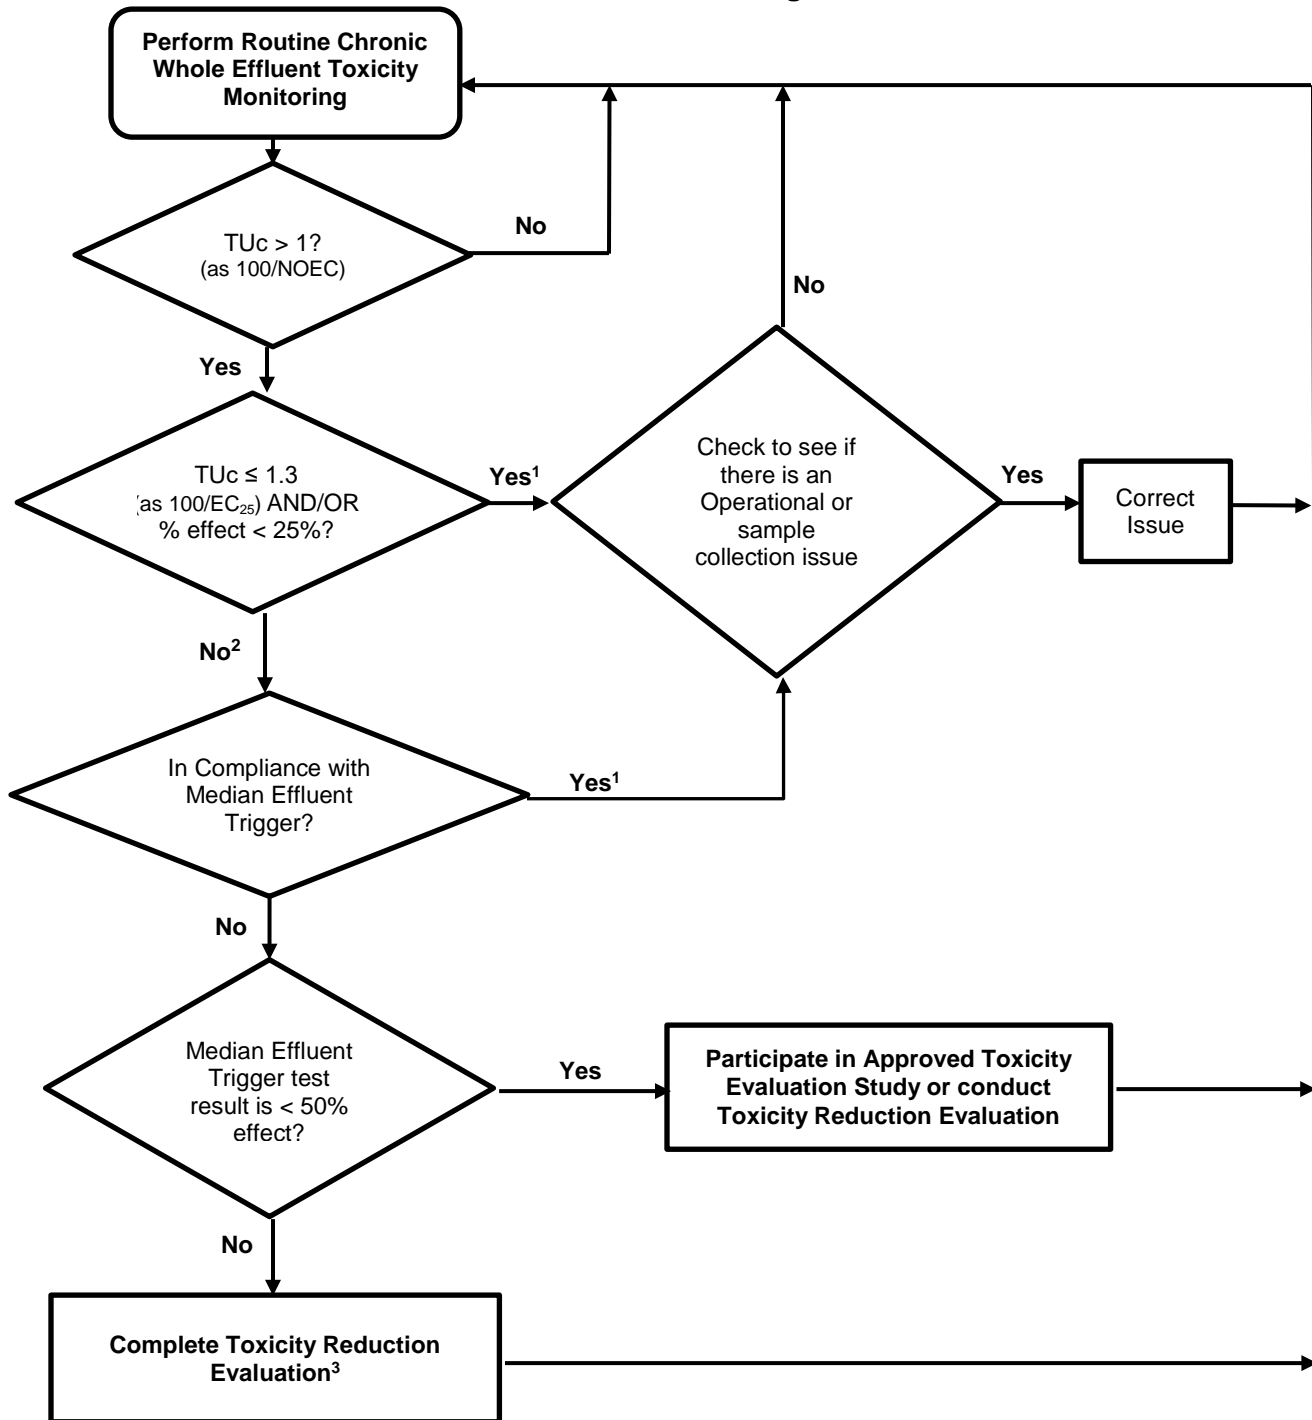 Perform Routine Chronic
Whole Effluent Toxicity
Monitoring
TUc > 1?
(as 100/NOEC)
No
No
Yes
TUc ≤ 1.3
(as 100/EC₂₅) AND/OR
% effect < 25%?
Yes¹
Check to see if
there is an
Operational or
sample
collection issue
Yes
Correct
Issue
No²
In Compliance with
Median Effluent
Trigger?
Yes¹
No
Median Effluent
Trigger test
result is < 50%
effect?
Yes
Participate in Approved Toxicity
Evaluation Study or conduct
Toxicity Reduction Evaluation
No
Complete Toxicity Reduction
Evaluation³